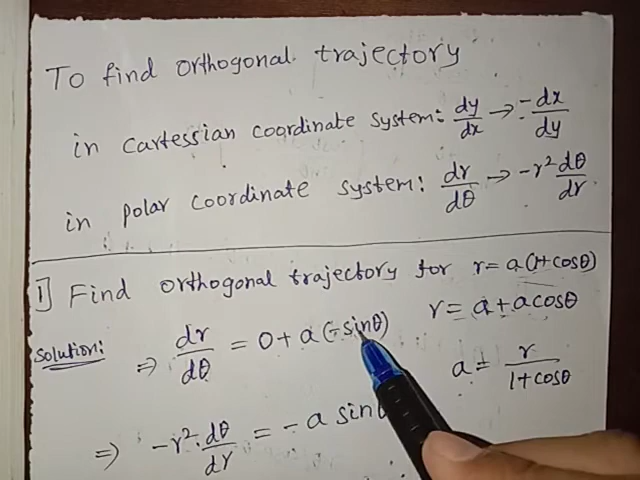 To find orthogonal trajectory
in cartessian coordinate system: dy/dx → -dx/dy
in polar coordinate system: dr/dθ → -r² dθ/dr
1] Find orthogonal trajectory for r = a(1+cosθ)
r = a + a cosθ
Solution: ⇒ dr/dθ = 0 + a(-sinθ)
a = r/1+cosθ
⇒ -r² · dθ/dr = -a sin